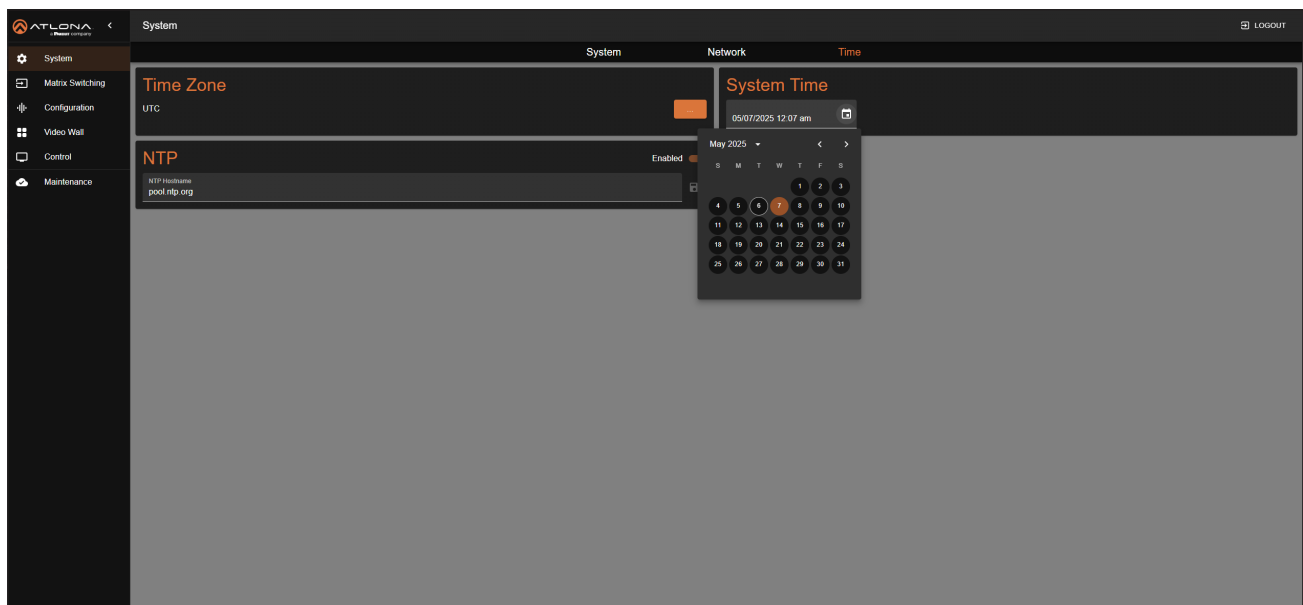 ATLONA
a Panduit company
System
LOGOUT
System
Network
Time
System
Matrix Switching
Configuration
Video Wall
Control
Maintenance
Time Zone
UTC
...
System Time
05/07/2025 12:07 am
NTP
Enabled
NTP Hostname
pool.ntp.org
May 2025
S M T W T F S
1 2 3
4 5 6 7 8 9 10
11 12 13 14 15 16 17
18 19 20 21 22 23 24
25 26 27 28 29 30 31